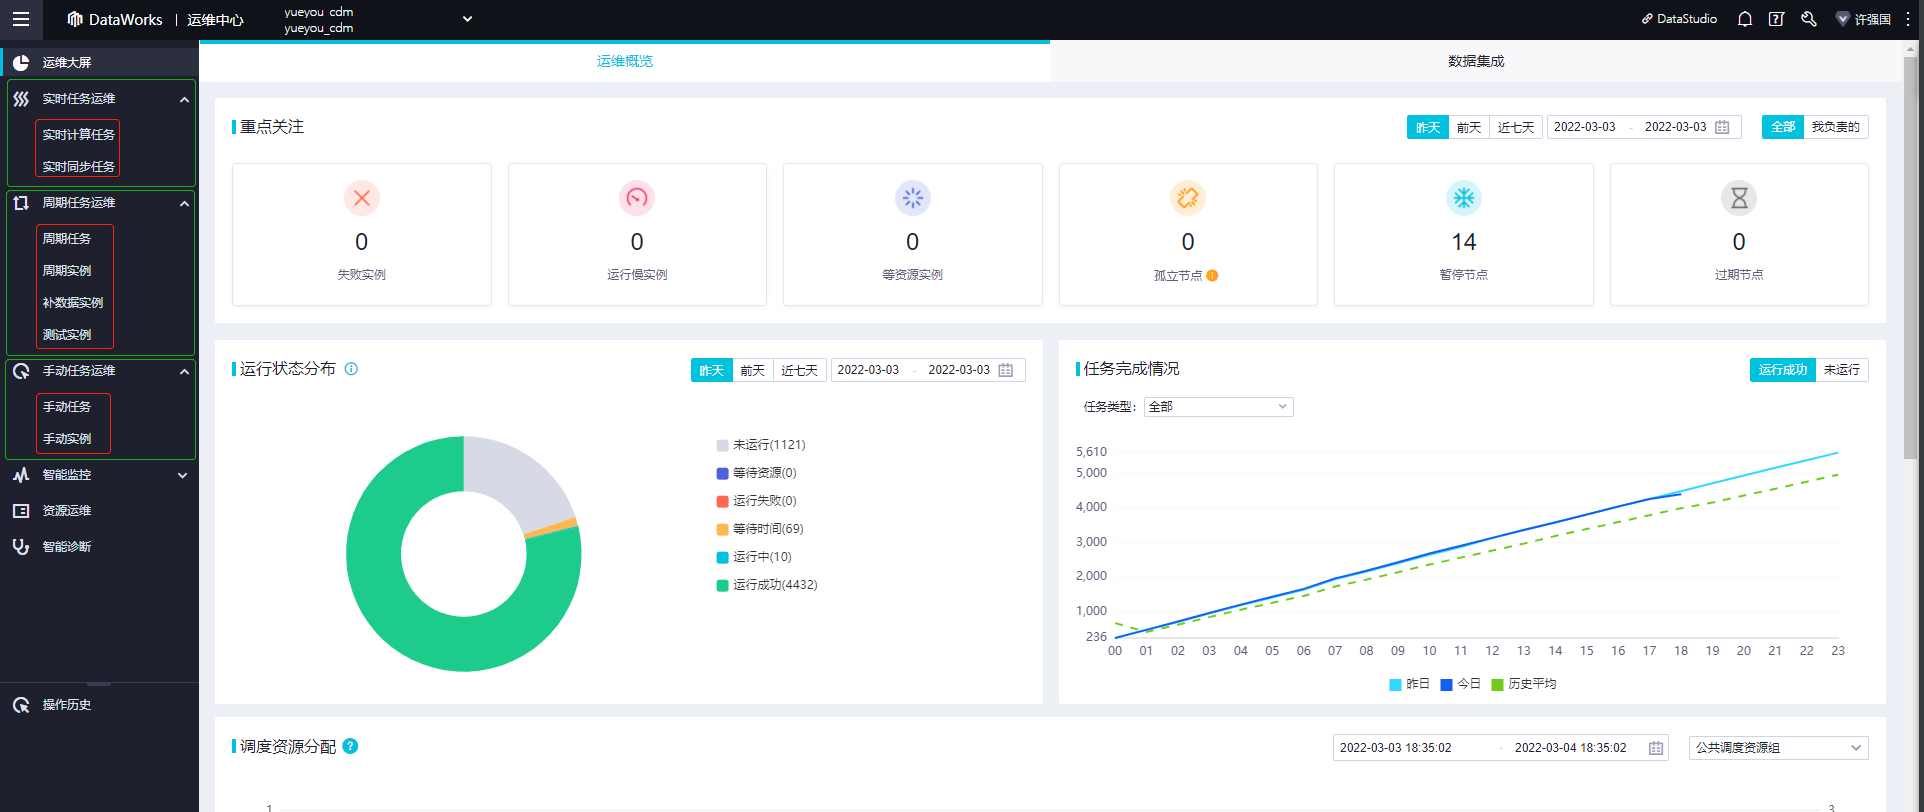 DataWorks | 运维中心
yueyou_cdm
yueyou_cdm
DataStudio
许强国
运维大屏
实时任务运维
实时计算任务
实时同步任务
周期任务运维
周期任务
周期实例
补数据实例
测试实例
手动任务运维
手动任务
手动实例
智能监控
资源运维
智能诊断
操作历史
运维概览
数据集成
重点关注
昨天 前天 近七天 2022-03-03 - 2022-03-03 全部 我负责的
0 0 0 0 14 0
失败实例 运行慢实例 等资源实例 孤立节点 暂停节点 过期节点
运行状态分布
昨天 前天 近七天 2022-03-03 - 2022-03-03
未运行(1121)
等待资源(0)
运行失败(0)
等待时间(69)
运行中(10)
运行成功(4432)
任务完成情况
运行成功 未运行
任务类型: 全部
5,610
5,000
4,000
3,000
2,000
1,000
236
00 01 02 03 04 05 06 07 08 09 10 11 12 13 14 15 16 17 18 19 20 21 22 23
昨日 今日 历史平均
调度资源分配
2022-03-03 18:35:02 - 2022-03-04 18:35:02 公共调度资源组
1 3